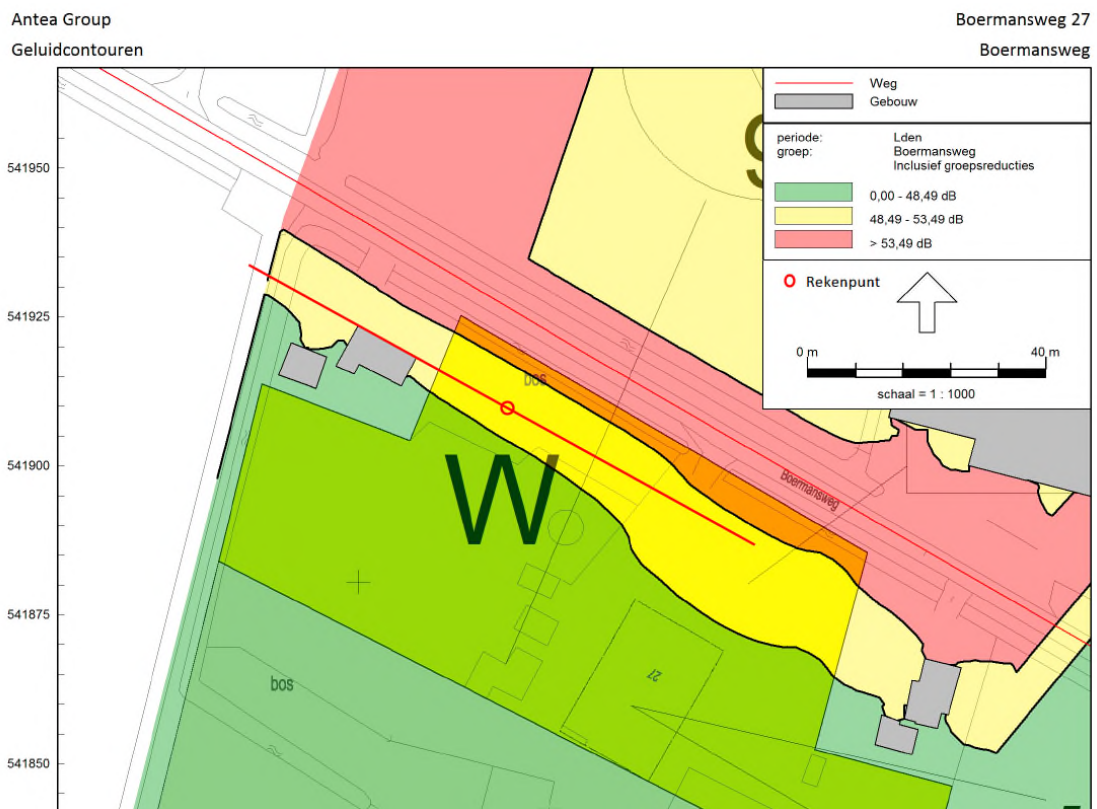 Antea Group
Boermansweg 27
Geluidcontouren
Boermansweg
Weg
Gebouw
periode: Lden
groep: Boermansweg
Inclusief groepsreducties
0,00 - 48,49 dB
48,49 - 53,49 dB
> 53,49 dB
Rekenpunt
0 m 40 m
schaal = 1 : 1000
541950
541925
541900
541875
541850
bos
W
Boermansweg
27
bos